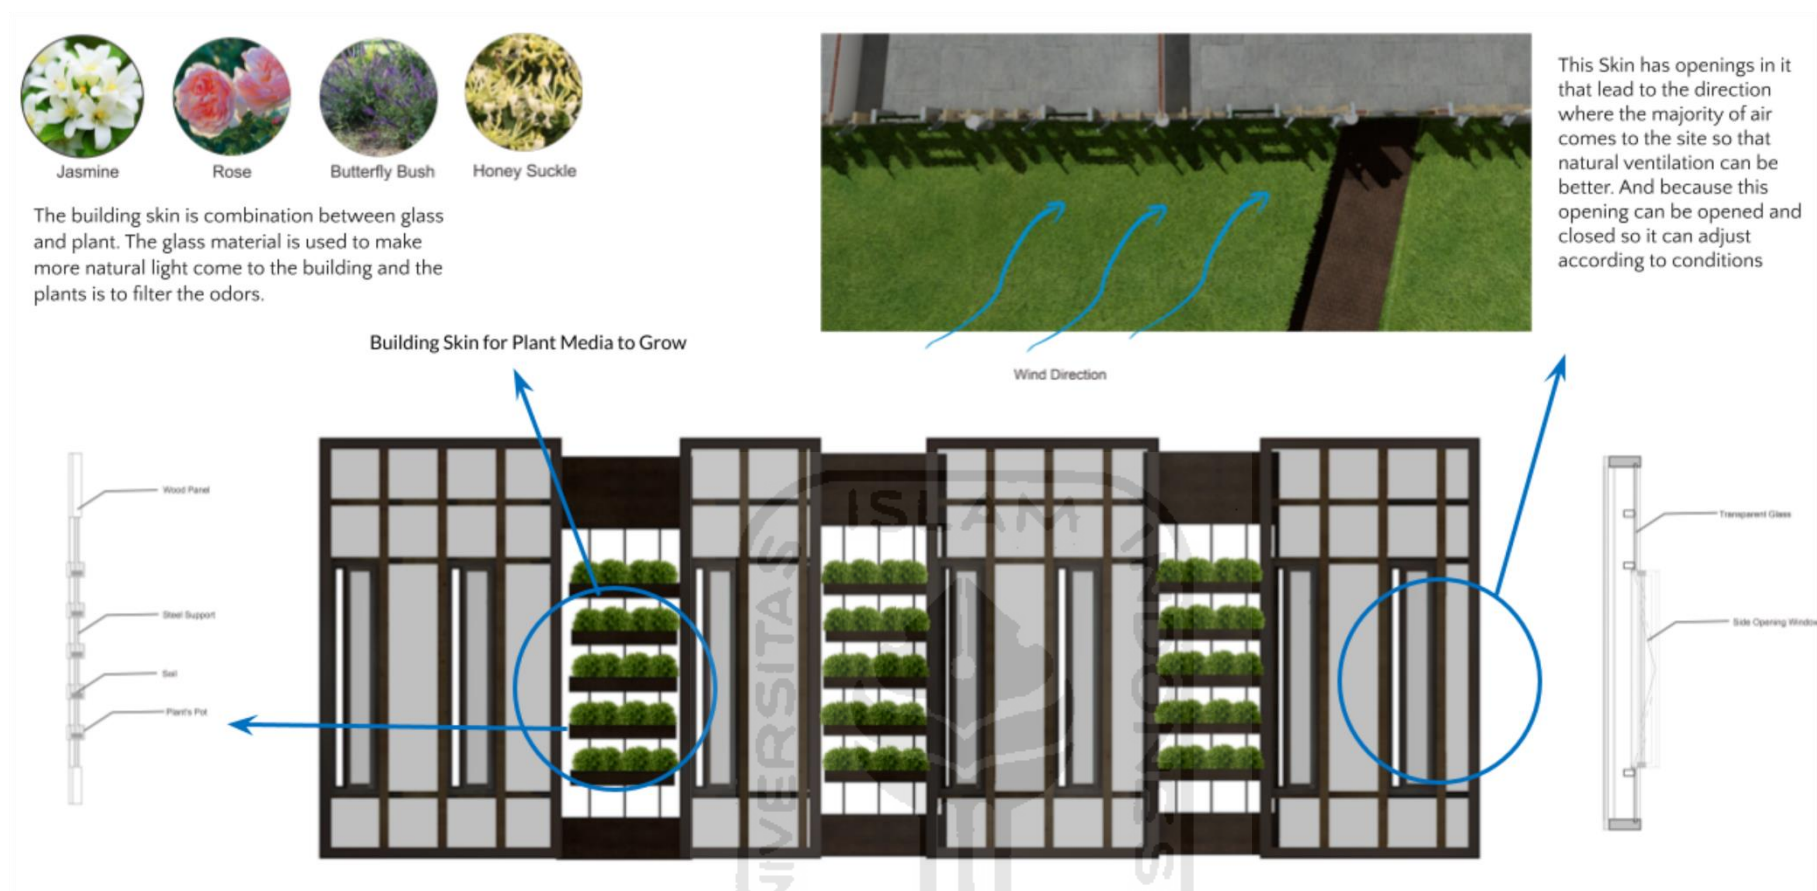 Jasmine
Rose
Butterfly Bush
Honey Suckle
The building skin is combination between glass
and plant. The glass material is used to make
more natural light come to the building and the
plants is to filter the odors.
This Skin has openings in it
that lead to the direction
where the majority of air
comes to the site so that
natural ventilation can be
better. And because this
opening can be opened and
closed so it can adjust
according to conditions
Building Skin for Plant Media to Grow
Wind Direction
Wood Panel
Steel Support
Soil
Plant's Pot
Transparent Glass
Side Opening Window
UNIVERSITAS
ISLAM
INDONESIA